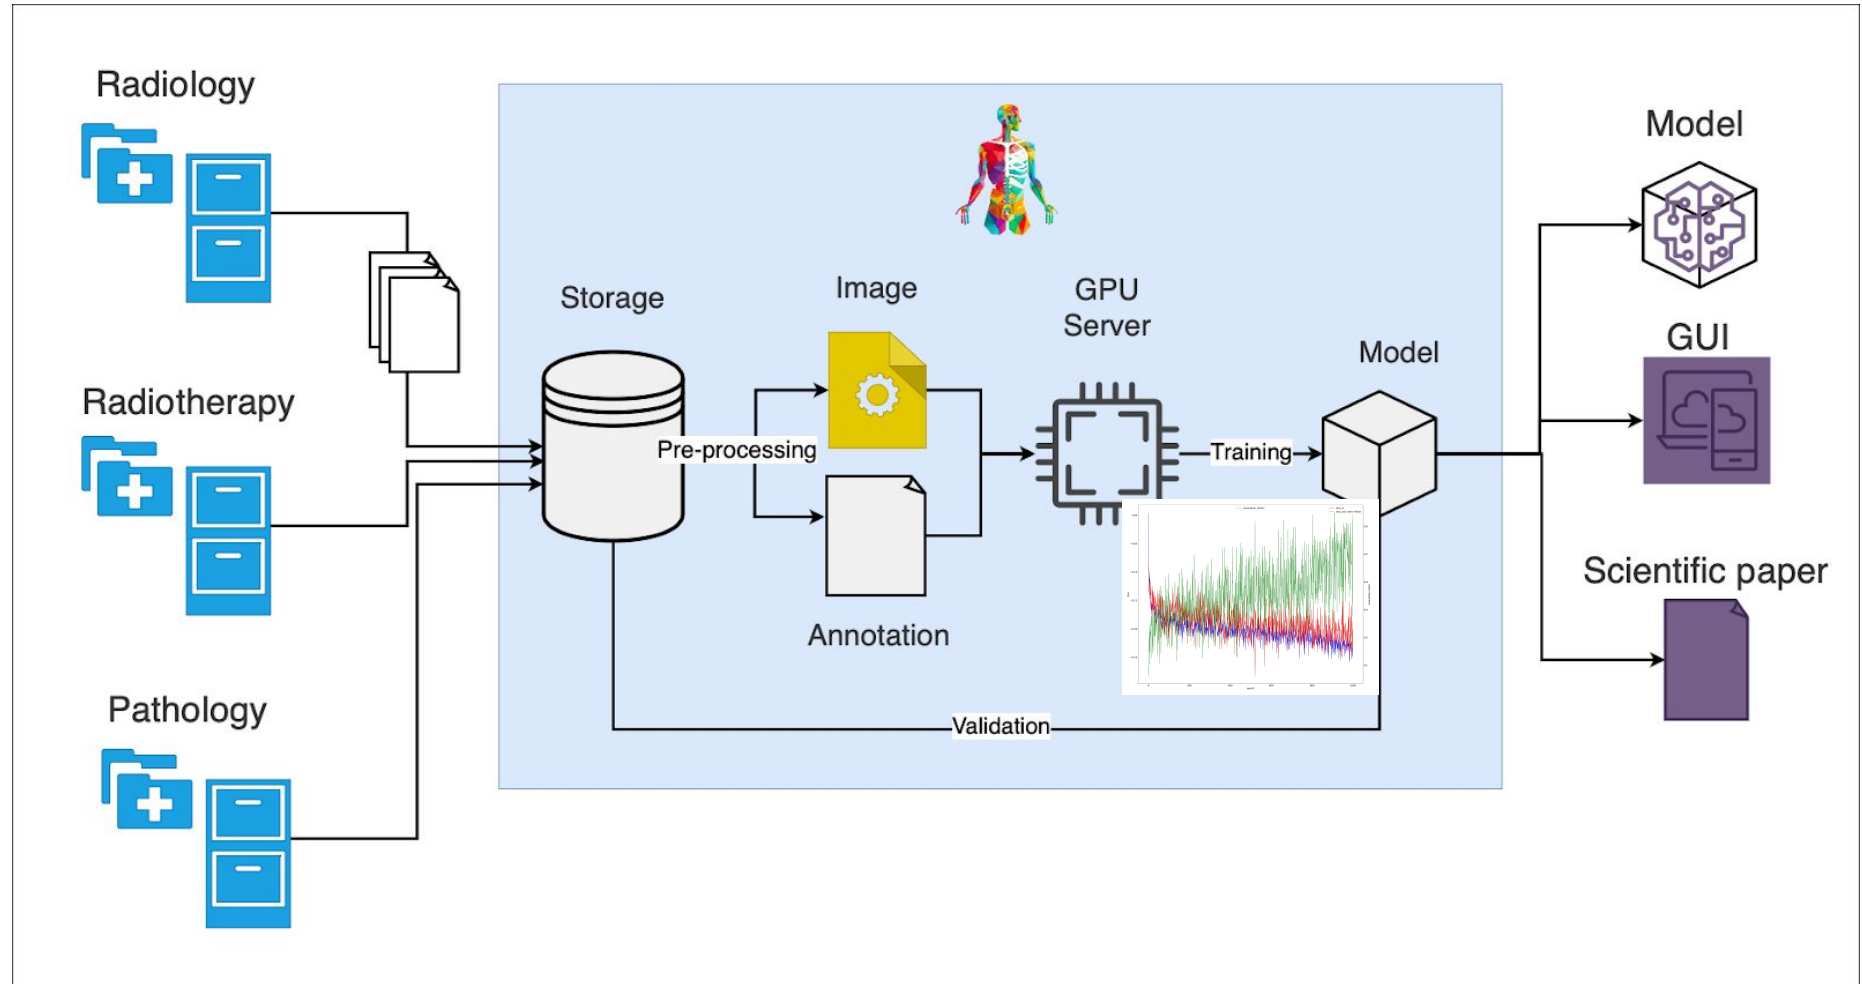 Radiology
Radiotherapy
Pathology
Storage
Pre-processing
Image
Annotation
GPU
Server
Training
Model
Validation
Model
GUI
Scientific paper